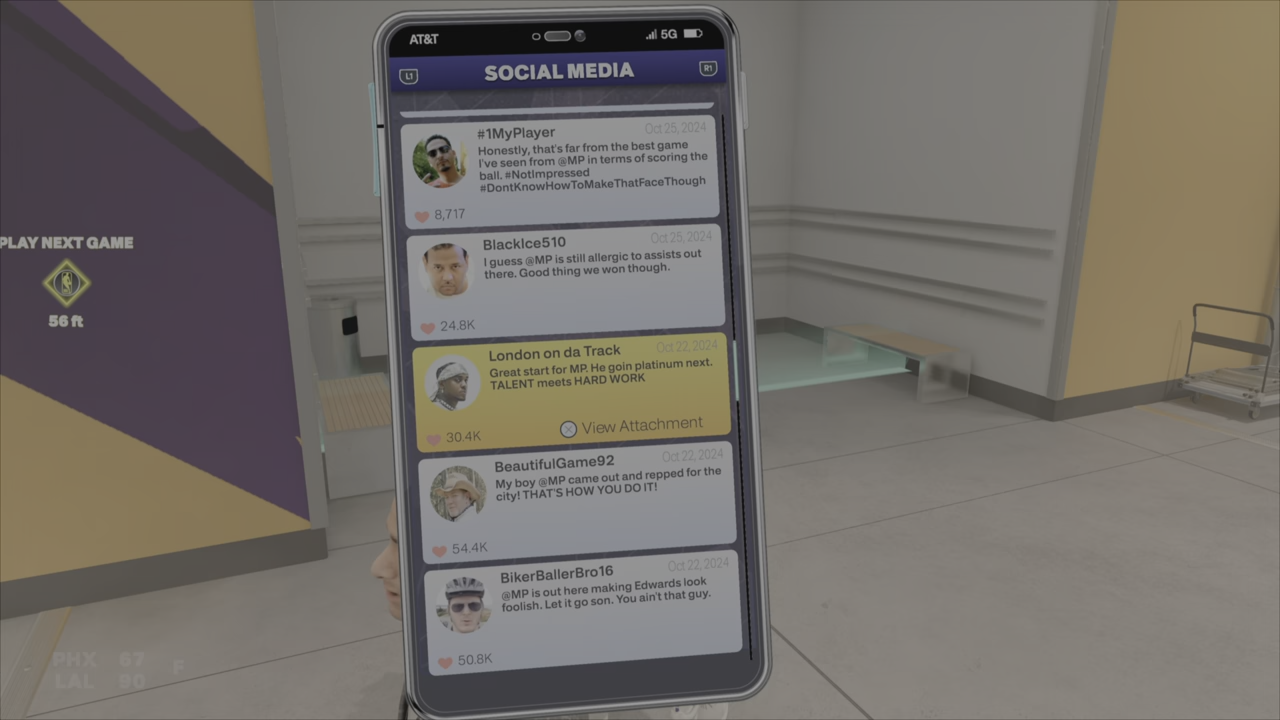 AT&T
5G
L1
SOCIAL MEDIA
R1
#1MyPlayer
Oct 25, 2024
Honestly, that's far from the best game
I've seen from @MP in terms of scoring the
ball. #NotImpressed
#DontKnowHowToMakeThatFaceThough
8,717
BlackIce510
Oct 25, 2024
I guess @MP is still allergic to assists out
there. Good thing we won though.
24.8K
London on da Track
Oct 22, 2024
Great start for MP. He goin platinum next.
TALENT meets HARD WORK
30.4K
View Attachment
BeautifulGame92
Oct 22, 2024
My boy @MP came out and repped for the
city! THAT'S HOW YOU DO IT!
54.4K
BikerBallerBro16
Oct 22, 2024
@MP is out here making Edwards look
foolish. Let it go son. You ain't that guy.
50.8K
PLAY NEXT GAME
56 ft
PHX 67
LAL 90
F